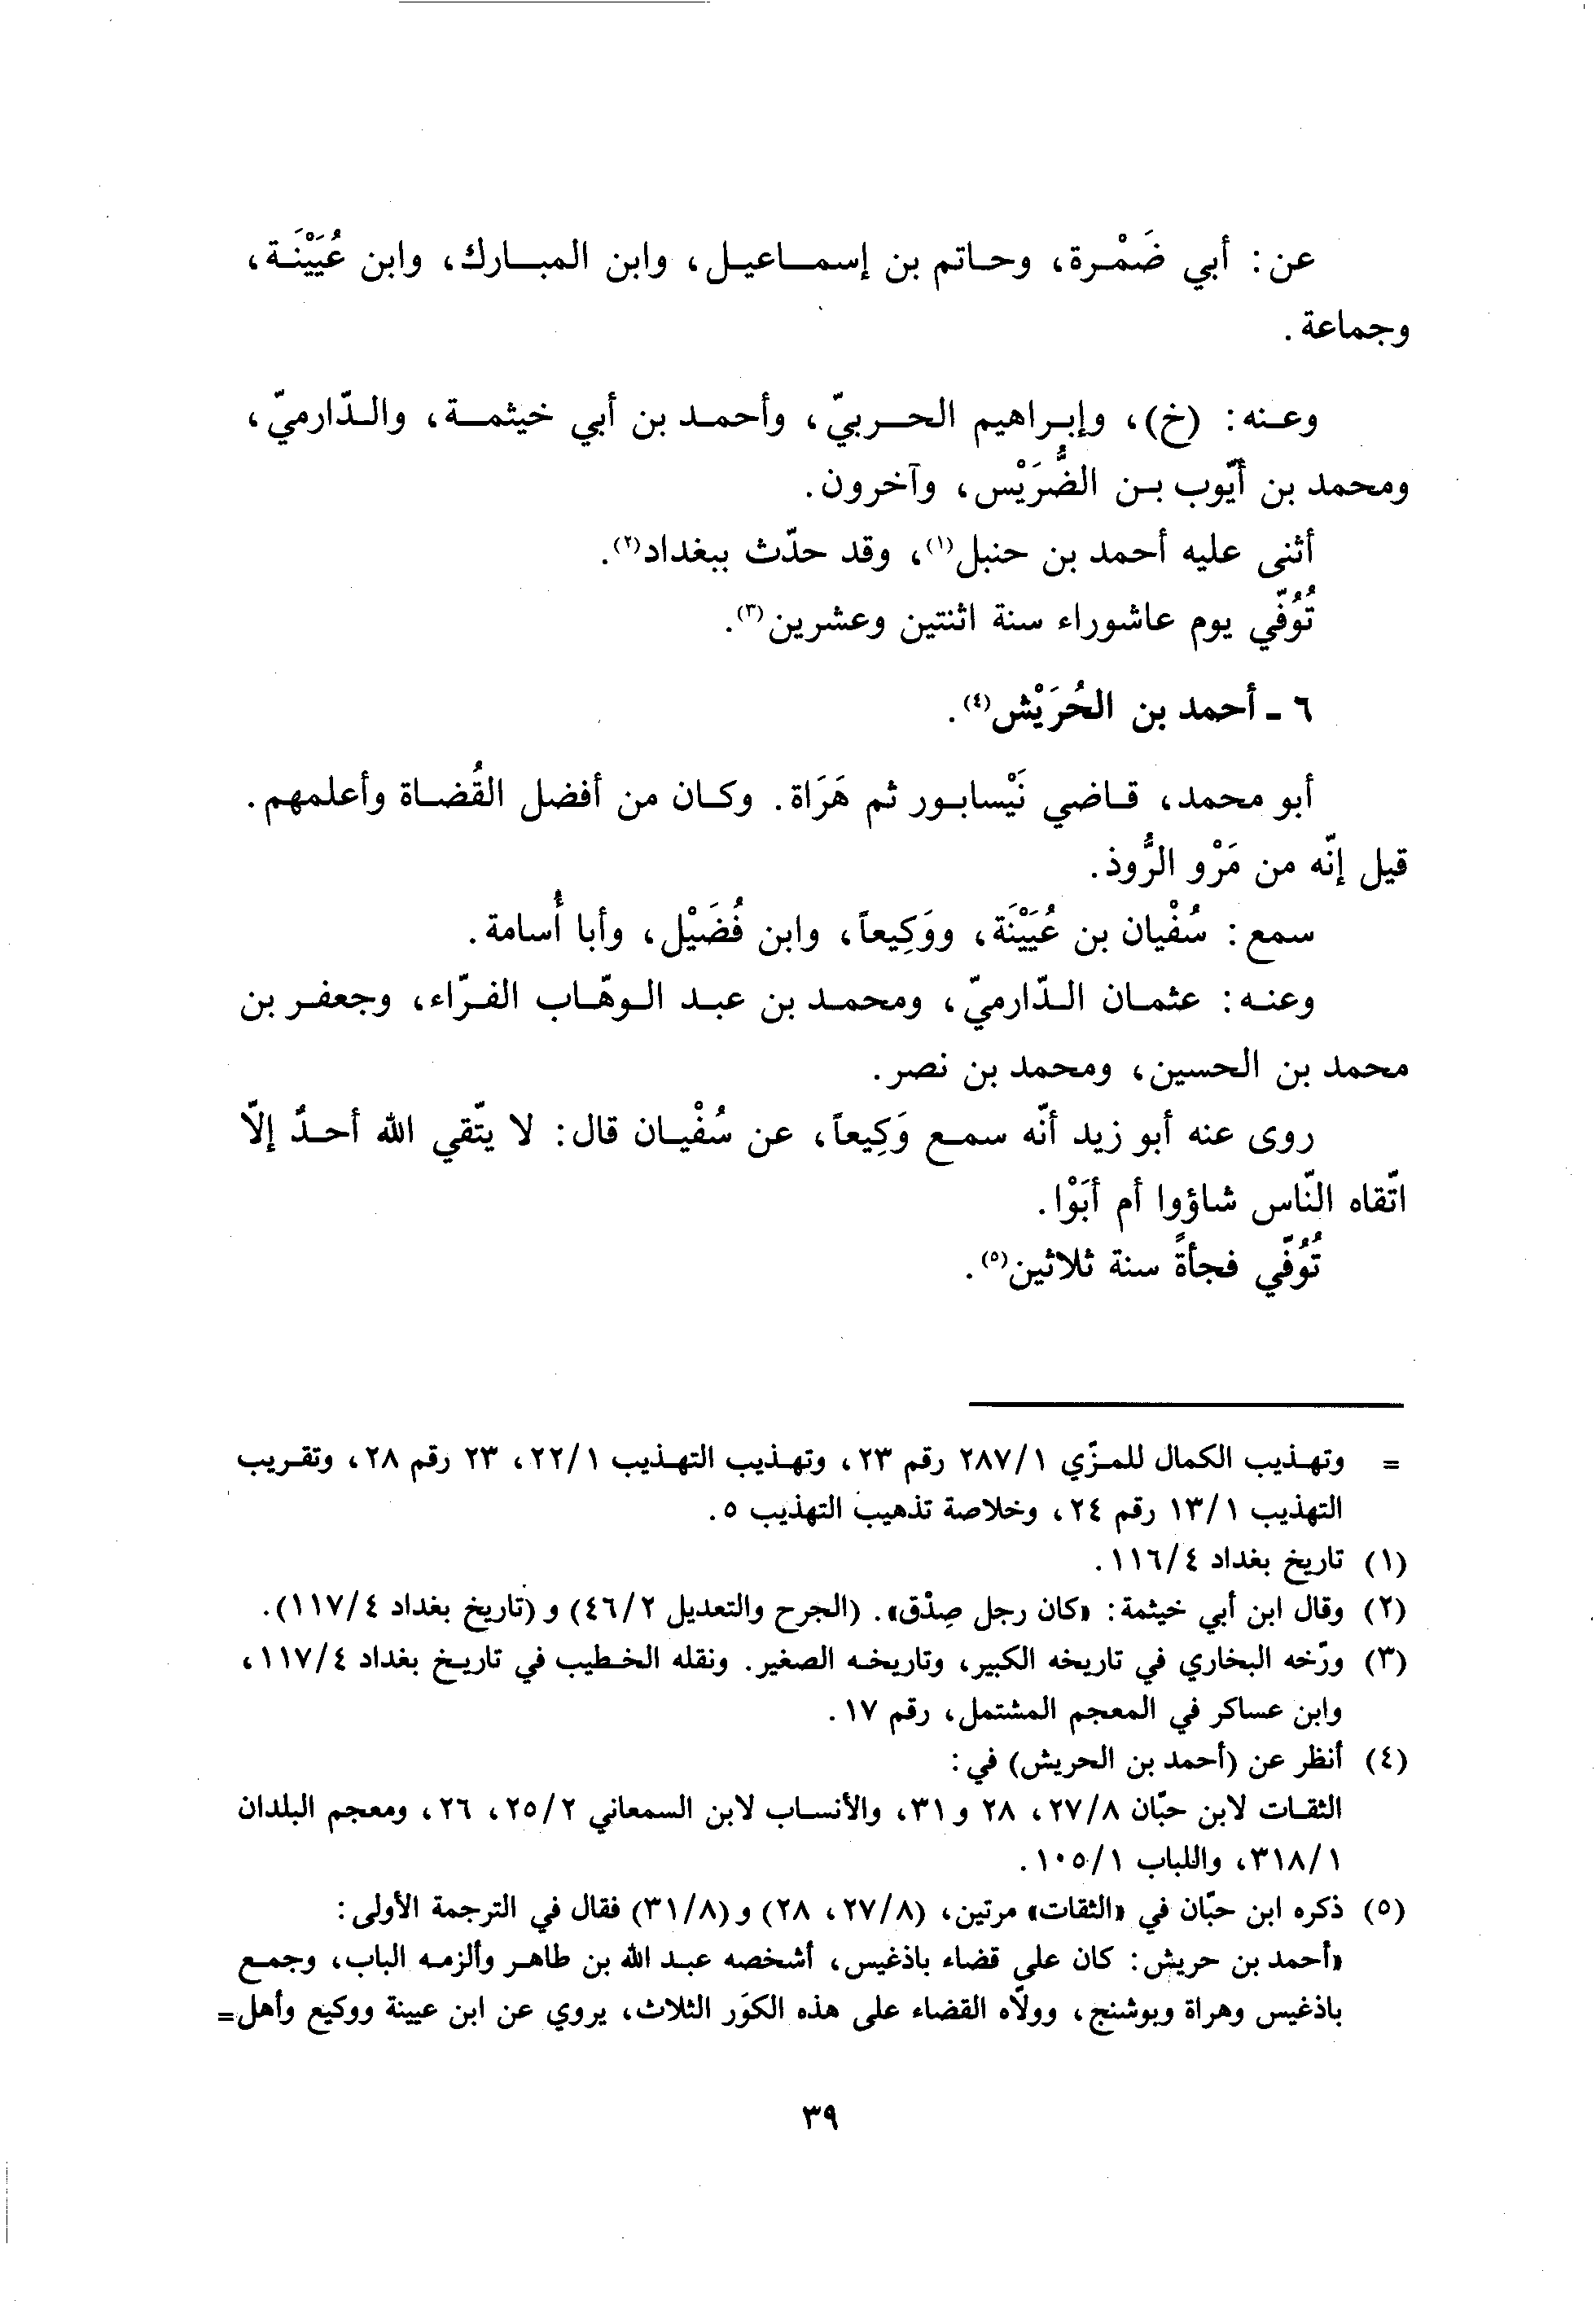 عن: أبي ضَمْرة، وحاتم بن إسماعيل، وابن المبارك، وابن عُيَيْنَة،
وجماعة.
وعنه: (خ)، وإبراهيم الحربيّ، وأحمد بن أبي خيثمة، والدّارميّ،
ومحمد بن أيّوب بن الضُّرَيْس، وآخرون.
أثنى عليه أحمد بن حنبل(١)، وقد حدّث ببغداد(٢).
تُوُفّي يوم عاشوراء سنة اثنتين وعشرين(٣).
٦ - أحمد بن الحُرَيْش(٤).
أبو محمد، قاضي نَيْسابور ثم هَرَاة. وكان من أفضل القُضاة وأعلمهم.
قيل إنّه من مَرْو الرُّوذ.
سمع: سُفْيان بن عُيَيْنَة، ووَكِيعاً، وابن فُضَيْل، وأبا أُسامة.
وعنه: عثمان الدّارميّ، ومحمد بن عبد الوهّاب الفرّاء، وجعفر بن
محمد بن الحسين، ومحمد بن نصر.
روى عنه أبو زيد أنّه سمع وَكِيعاً، عن سُفْيان قال: لا يتّقي الله أحدٌ إلّا
اتّقاه النّاس شاؤوا أم أبَوْا.
تُوُفّي فجأةً سنة ثلاثين(٥).
= وتهذيب الكمال للمزّي ٢٨٧/١ رقم ٢٣، وتهذيب التهذيب ٢٢/١، ٢٣ رقم ٢٨، وتقريب
التهذيب ١٣/١ رقم ٢٤، وخلاصة تذهيب التهذيب ٥.
(١) تاريخ بغداد ١١٦/٤.
(٢) وقال ابن أبي خيثمة: «كان رجل صِدْق». (الجرح والتعديل ٤٦/٢) و (تاريخ بغداد ١١٧/٤).
(٣) ورّخه البخاري في تاريخه الكبير، وتاريخه الصغير. ونقله الخطيب في تاريخ بغداد ١١٧/٤،
وابن عساكر في المعجم المشتمل، رقم ١٧.
(٤) أنظر عن (أحمد بن الحريش) في:
الثقات لابن حبّان ٢٧/٨، ٢٨ و ٣١، والأنساب لابن السمعاني ٢٥/٢، ٢٦، ومعجم البلدان
٣١٨/١، واللباب ١٠٥/١.
(٥) ذكره ابن حبّان في «الثقات» مرتين، (٢٧/٨، ٢٨) و(٣١/٨) فقال في الترجمة الأولى:
«أحمد بن حريش: كان على قضاء باذغيس، أشخصه عبد الله بن طاهر وألزمه الباب، وجمع
باذغيس وهراة وبوشنج، وولّاه القضاء على هذه الكوَر الثلاث، يروي عن ابن عيينة ووكيع وأهل=
٣٩